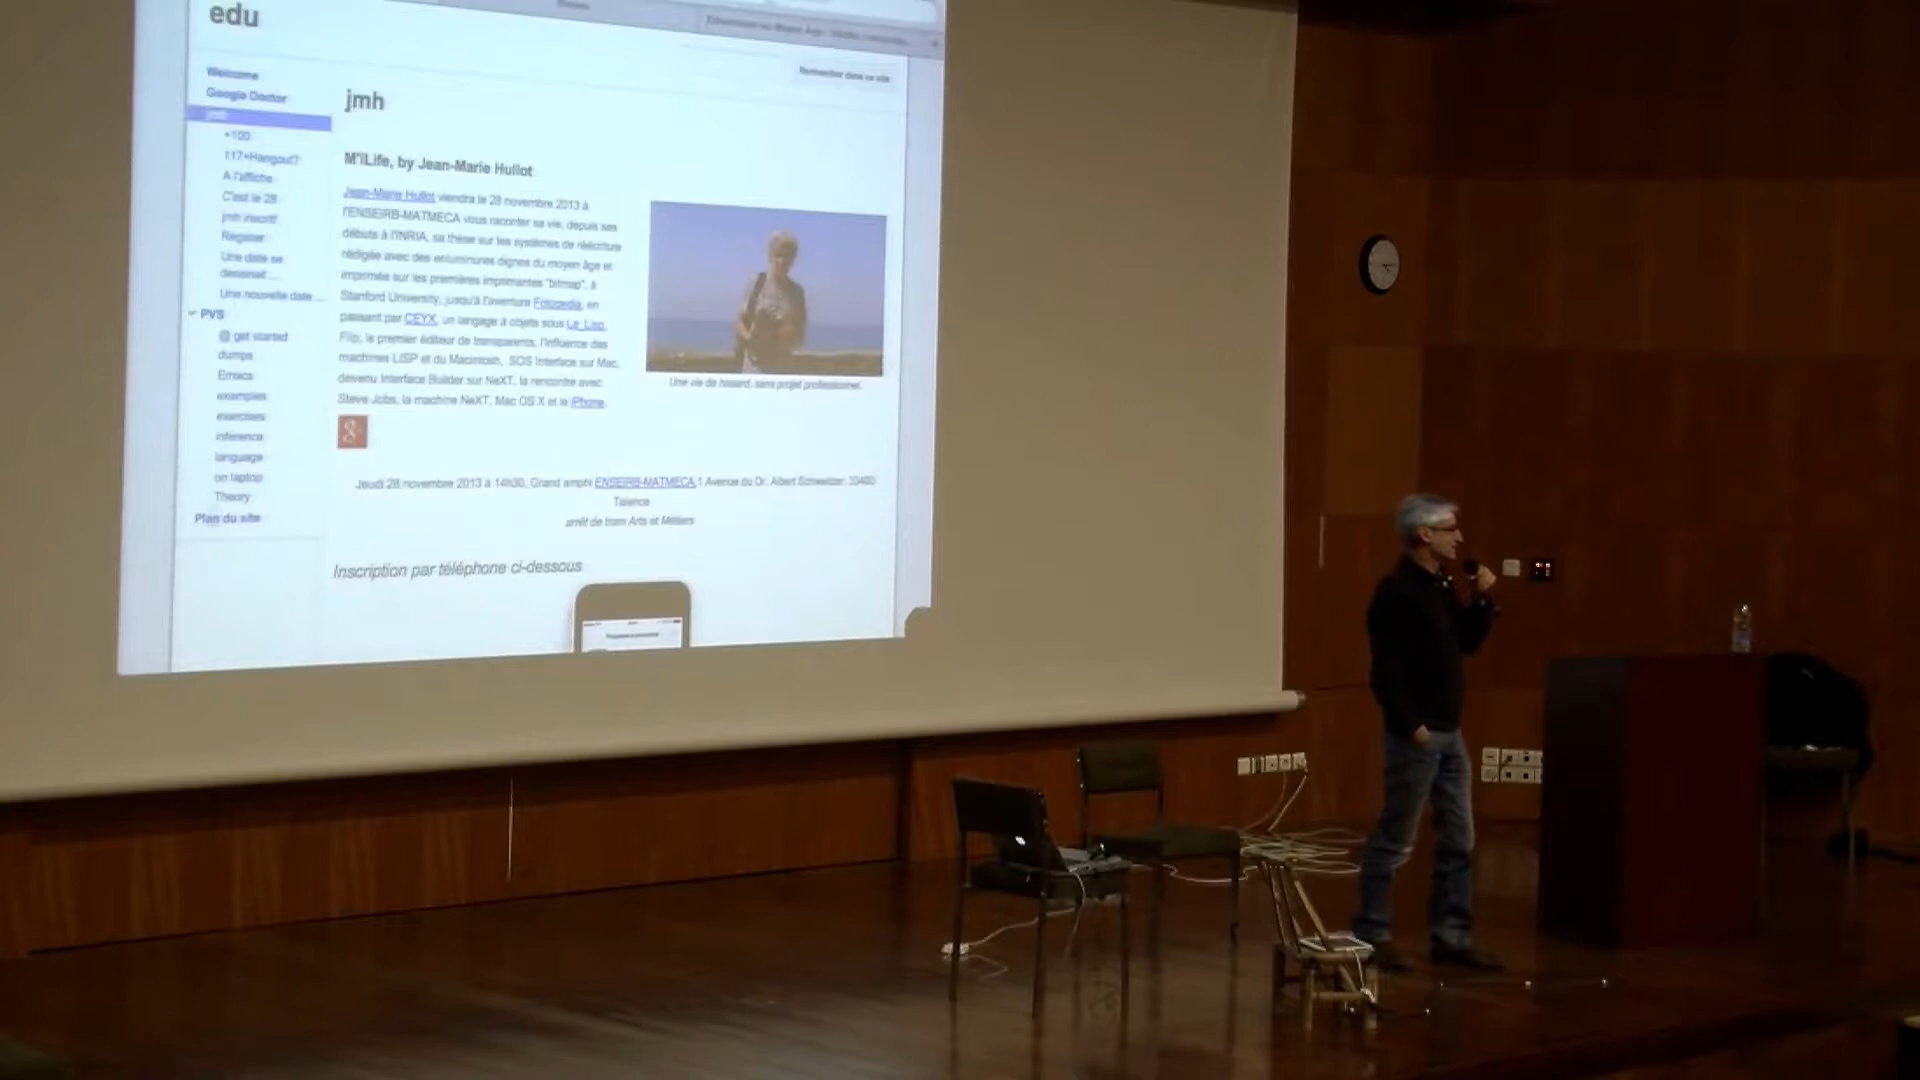 edu
Rechercher dans ce site
Welcome
Google Doctor
jmh
+100
117+Hangout?
A l'affiche
C'est le 28
jmh inscrit!
Register
Une date se
dessinait ...
Une nouvelle date ...
PVS
@ get started
dumps
Emacs
examples
exercises
inference
language
on laptop
Theory
Plan du site
jmh
M'iLife, by Jean-Marie Hullot
Jean-Marie Hullot viendra le 28 novembre 2013 à
l'ENSEIRB-MATMECA vous raconter sa vie, depuis ses
débuts à l'INRIA, sa thèse sur les systèmes de réécriture
rédigée avec des enluminures dignes du moyen âge et
imprimée sur les premières imprimantes "bitmap", à
Stanford University, jusqu'à l'aventure Fotopedia, en
passant par CEYX, un langage à objets sous Le_Lisp,
Flip, le premier éditeur de transparents, l'influence des
machines LISP et du Macintosh, SOS Interface sur Mac,
devenu Interface Builder sur NeXT, la rencontre avec
Steve Jobs, la machine NeXT, Mac OS X et le iPhone.
Une vie de hasard, sans projet professionnel.
g+
Jeudi 28 novembre 2013 à 14h30, Grand amphi ENSEIRB-MATMECA,1 Avenue du Dr. Albert Schweitzer, 33400
Talence
arrêt de tram Arts et Métiers
Inscription par téléphone ci-dessous